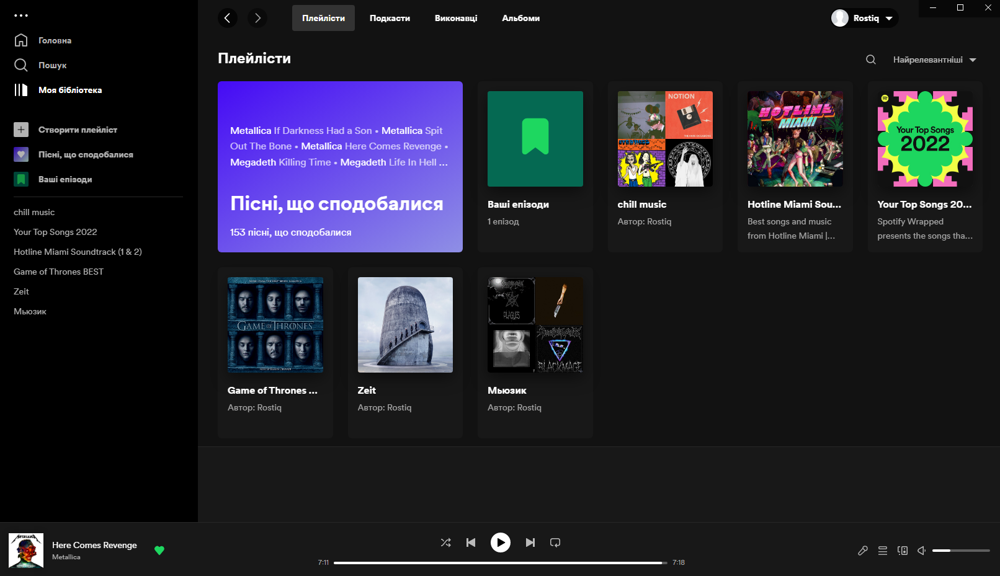 Головна
Пошук
Моя бібліотека
Створити плейліст
Пісні, що сподобалися
Ваші епізоди
chill music
Your Top Songs 2022
Hotline Miami Soundtrack (1 & 2)
Game of Thrones BEST
Zeit
Мьюзик
Плейлісти
Подкасти
Виконавці
Альбоми
Rostiq
Плейлісти
Найрелевантніші
Metallica If Darkness Had a Son • Metallica Spit
Out The Bone • Metallica Here Comes Revenge •
Megadeth Killing Time • Megadeth Life In Hell ...
Пісні, що сподобалися
153 пісні, що сподобалися
Ваші епізоди
1 епізод
NOTION
chill music
Автор: Rostiq
HOTLINE
MIAMI
Hotline Miami Sou...
Best songs and music
from Hotline Miami |...
Your Top Songs
2022
Your Top Songs 20...
Spotify Wrapped
presents the songs tha...
GAME OF THRONES
Game of Thrones ...
Автор: Rostiq
Zeit
Автор: Rostiq
PLAGUES
BLACKMAGE
Мьюзик
Автор: Rostiq
METALLICA
Here Comes Revenge
Metallica
7:11
7:18